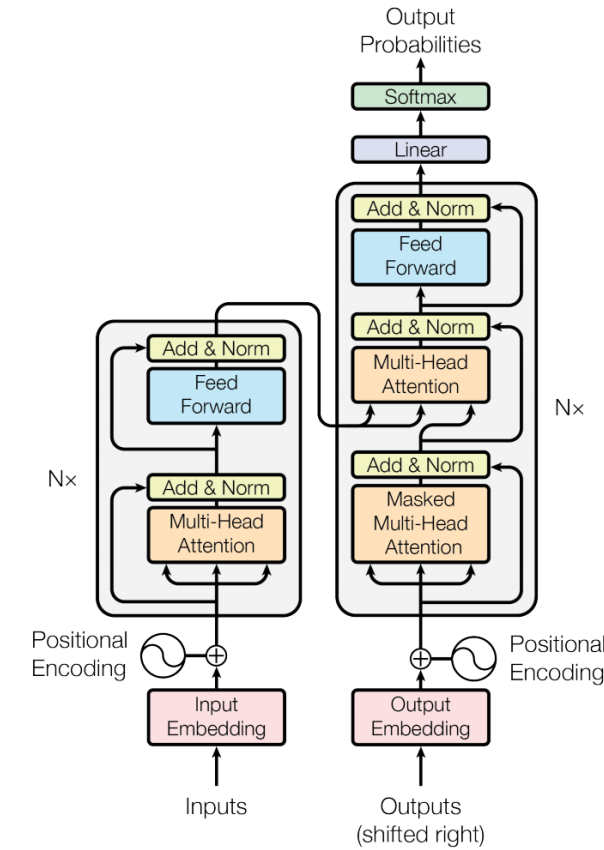 Output
Probabilities
Softmax
Linear
Add & Norm
Feed
Forward
Add & Norm
Multi-Head
Attention
Add & Norm
Masked
Multi-Head
Attention
N×
Add & Norm
Feed
Forward
Add & Norm
Multi-Head
Attention
N×
Positional
Encoding
Input
Embedding
Inputs
Positional
Encoding
Output
Embedding
Outputs
(shifted right)